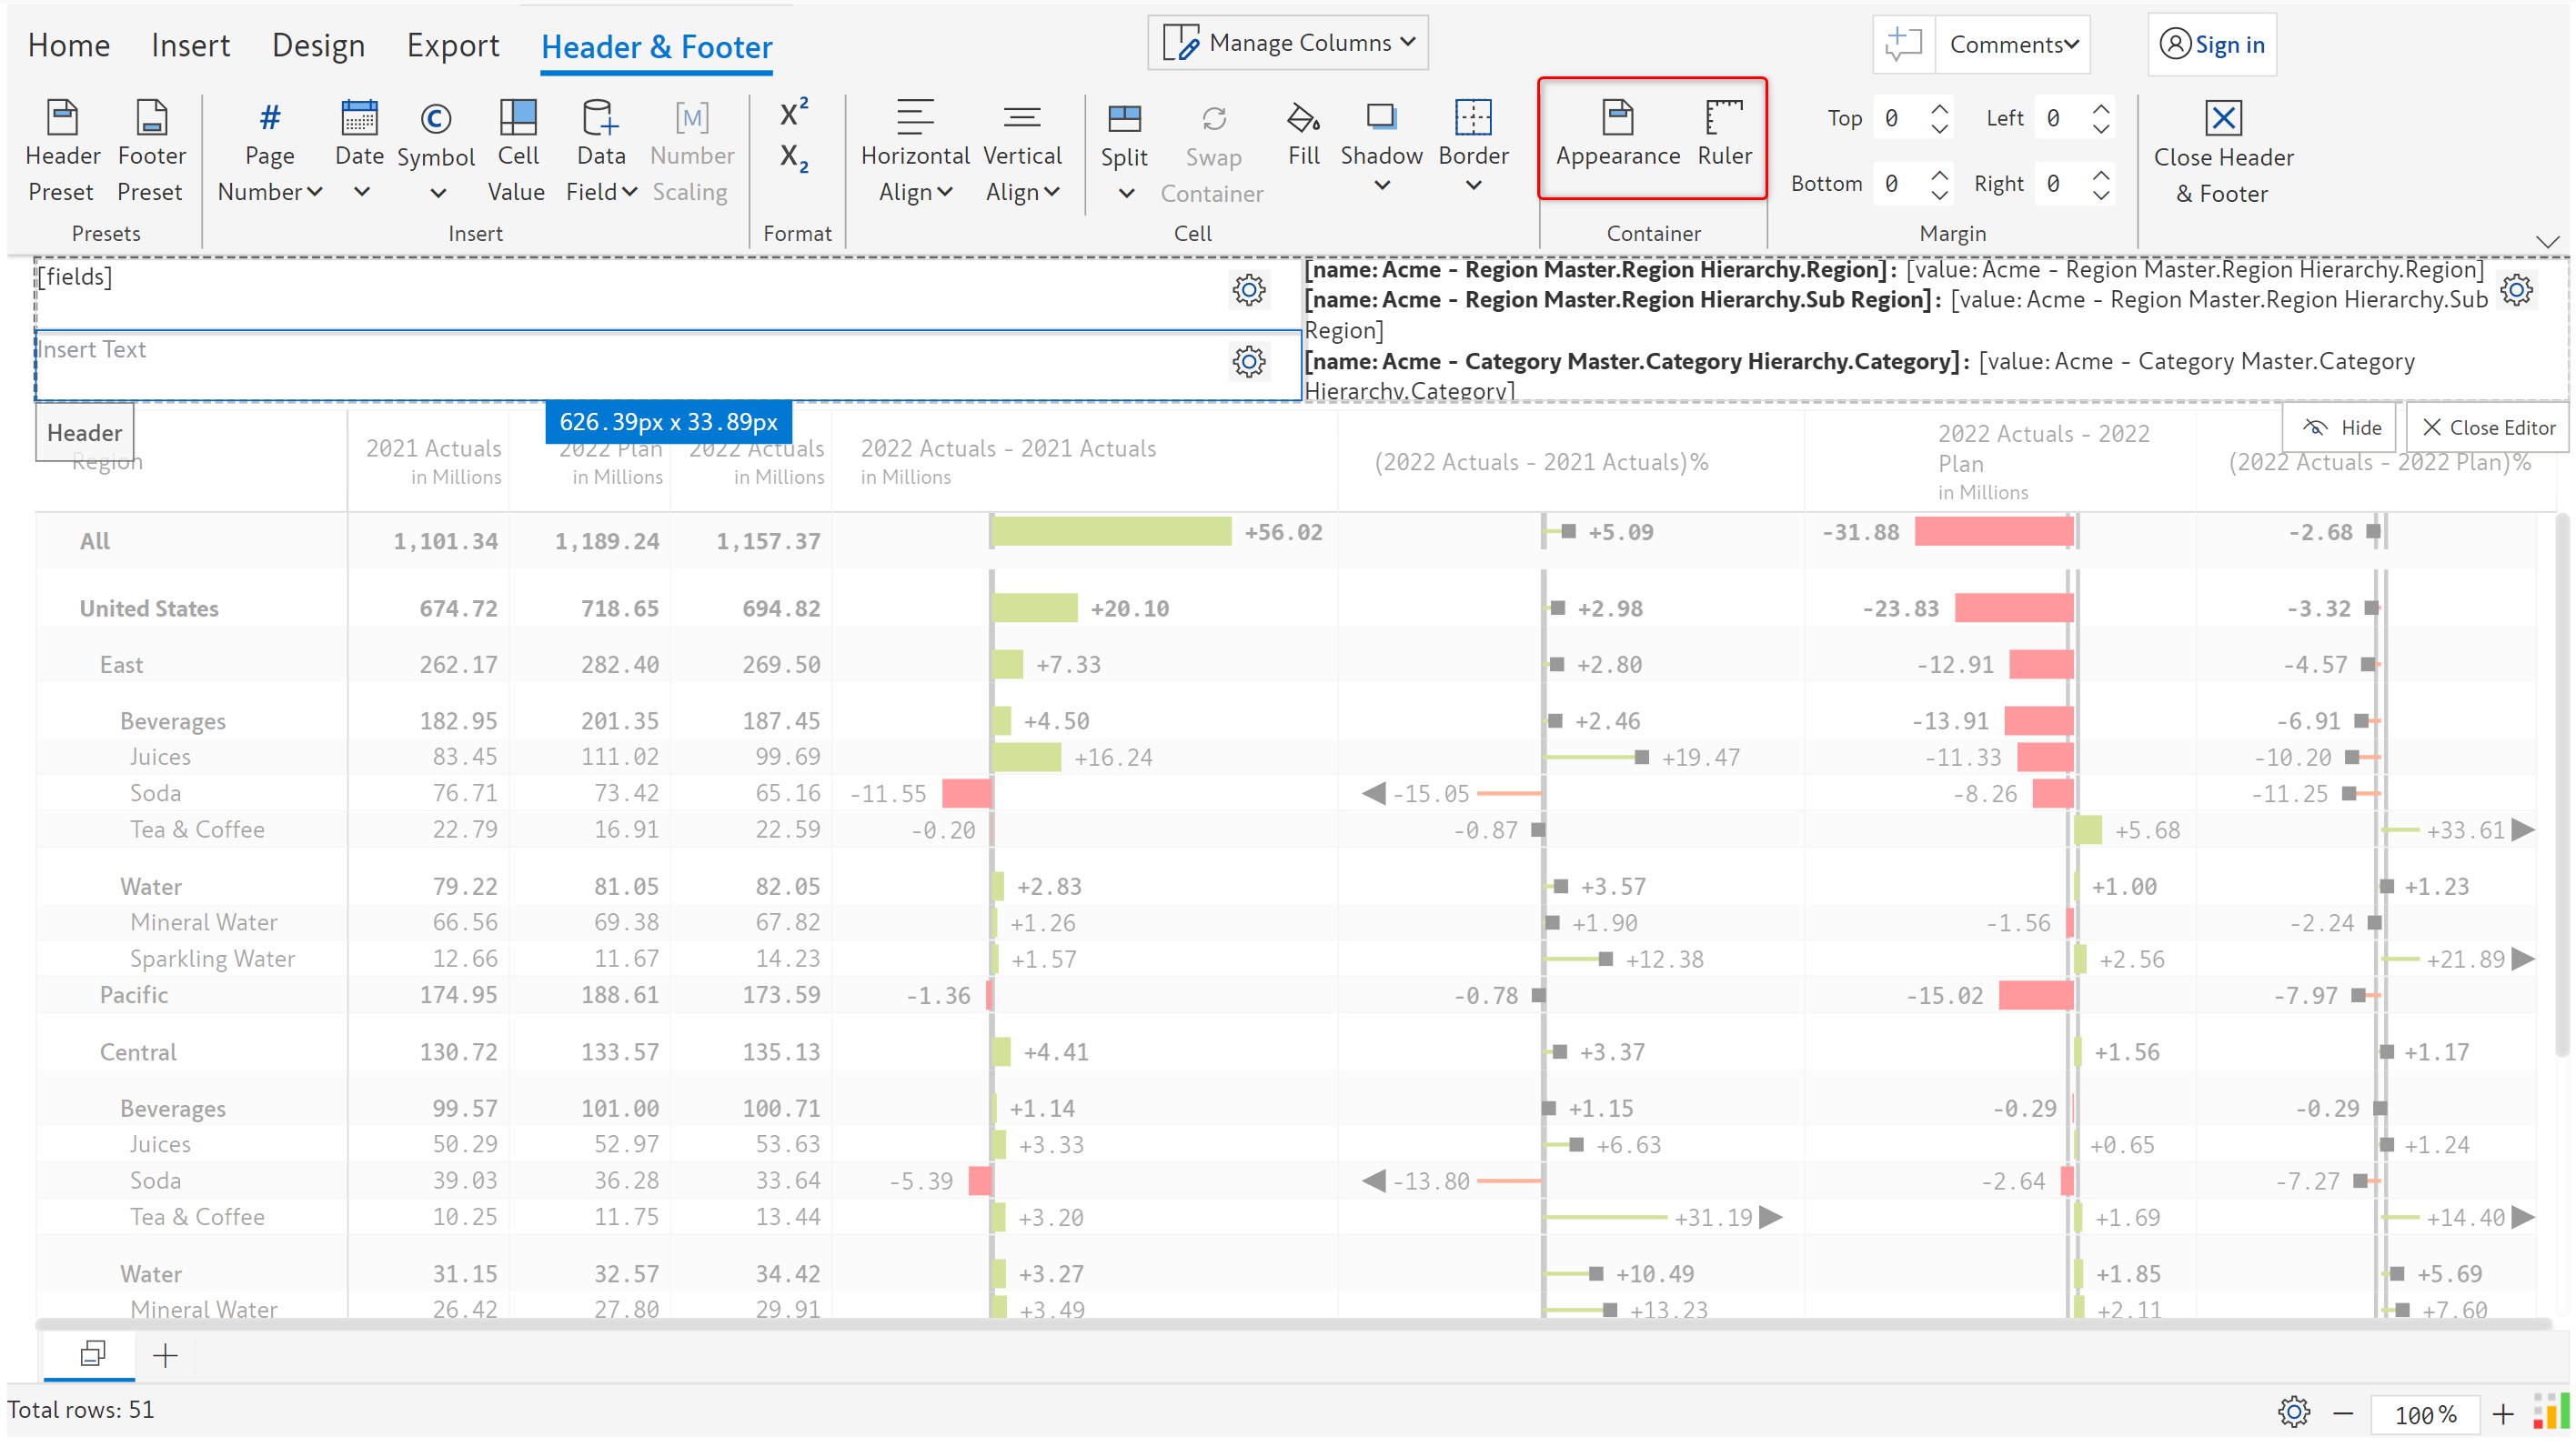 Home Insert Design Export Header & Footer Manage Columns Comments Sign in
Header Preset Footer Preset # Page Number Date Symbol Cell Value Data Field [M] Number Scaling X² X₂ Horizontal Align Vertical Align Split Swap Container Fill Shadow Border Appearance Ruler Top 0 Left 0 Bottom 0 Right 0 Close Header & Footer
Presets Insert Format Cell Container Margin
[fields]
Insert Text
[name: Acme - Region Master.Region Hierarchy.Region]: [value: Acme - Region Master.Region Hierarchy.Region]
[name: Acme - Region Master.Region Hierarchy.Sub Region]: [value: Acme - Region Master.Region Hierarchy.Sub
Region]
[name: Acme - Category Master.Category Hierarchy.Category]: [value: Acme - Category Master.Category
Hierarchy.Category]
Header 626.39px x 33.89px Hide Close Editor
Region 2021 Actuals in Millions 2022 Plan in Millions 2022 Actuals in Millions 2022 Actuals - 2021 Actuals in Millions (2022 Actuals - 2021 Actuals)% 2022 Actuals - 2022 Plan in Millions (2022 Actuals - 2022 Plan)%
All 1,101.34 1,189.24 1,157.37 +56.02 +5.09 -31.88 -2.68
United States 674.72 718.65 694.82 +20.10 +2.98 -23.83 -3.32
East 262.17 282.40 269.50 +7.33 +2.80 -12.91 -4.57
Beverages 182.95 201.35 187.45 +4.50 +2.46 -13.91 -6.91
Juices 83.45 111.02 99.69 +16.24 +19.47 -11.33 -10.20
Soda 76.71 73.42 65.16 -11.55 -15.05 -8.26 -11.25
Tea & Coffee 22.79 16.91 22.59 -0.20 -0.87 +5.68 +33.61
Water 79.22 81.05 82.05 +2.83 +3.57 +1.00 +1.23
Mineral Water 66.56 69.38 67.82 +1.26 +1.90 -1.56 -2.24
Sparkling Water 12.66 11.67 14.23 +1.57 +12.38 +2.56 +21.89
Pacific 174.95 188.61 173.59 -1.36 -0.78 -15.02 -7.97
Central 130.72 133.57 135.13 +4.41 +3.37 +1.56 +1.17
Beverages 99.57 101.00 100.71 +1.14 +1.15 -0.29 -0.29
Juices 50.29 52.97 53.63 +3.33 +6.63 +0.65 +1.24
Soda 39.03 36.28 33.64 -5.39 -13.80 -2.64 -7.27
Tea & Coffee 10.25 11.75 13.44 +3.20 +31.19 +1.69 +14.40
Water 31.15 32.57 34.42 +3.27 +10.49 +1.85 +5.69
Mineral Water 26.42 27.80 29.91 +3.49 +13.23 +2.11 +7.60
Total rows: 51 100%